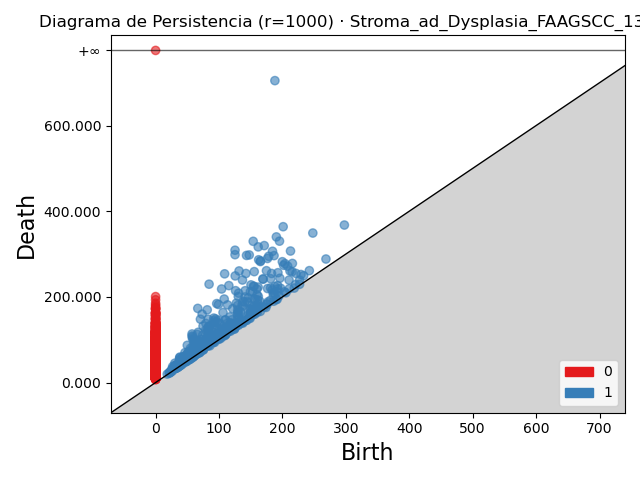 Diagrama de Persistencia (r=1000) · Stroma_ad_Dysplasia_FAAGSCC_13
+∞
600.000
400.000
200.000
0.000
Death
0 100 200 300 400 500 600 700
Birth
0
1